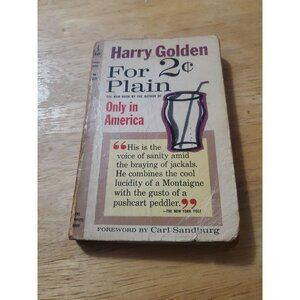 Harry Golden
For 2¢
Plain
THE NEW BOOK BY THE AUTHOR OF
Only in
America
“His is the
voice of sanity amid
the braying of jackals.
He combines the cool
lucidity of a Montaigne
with the gusto of a
pushcart peddler.”
—THE NEW YORK POST
FOREWORD BY Carl Sandburg